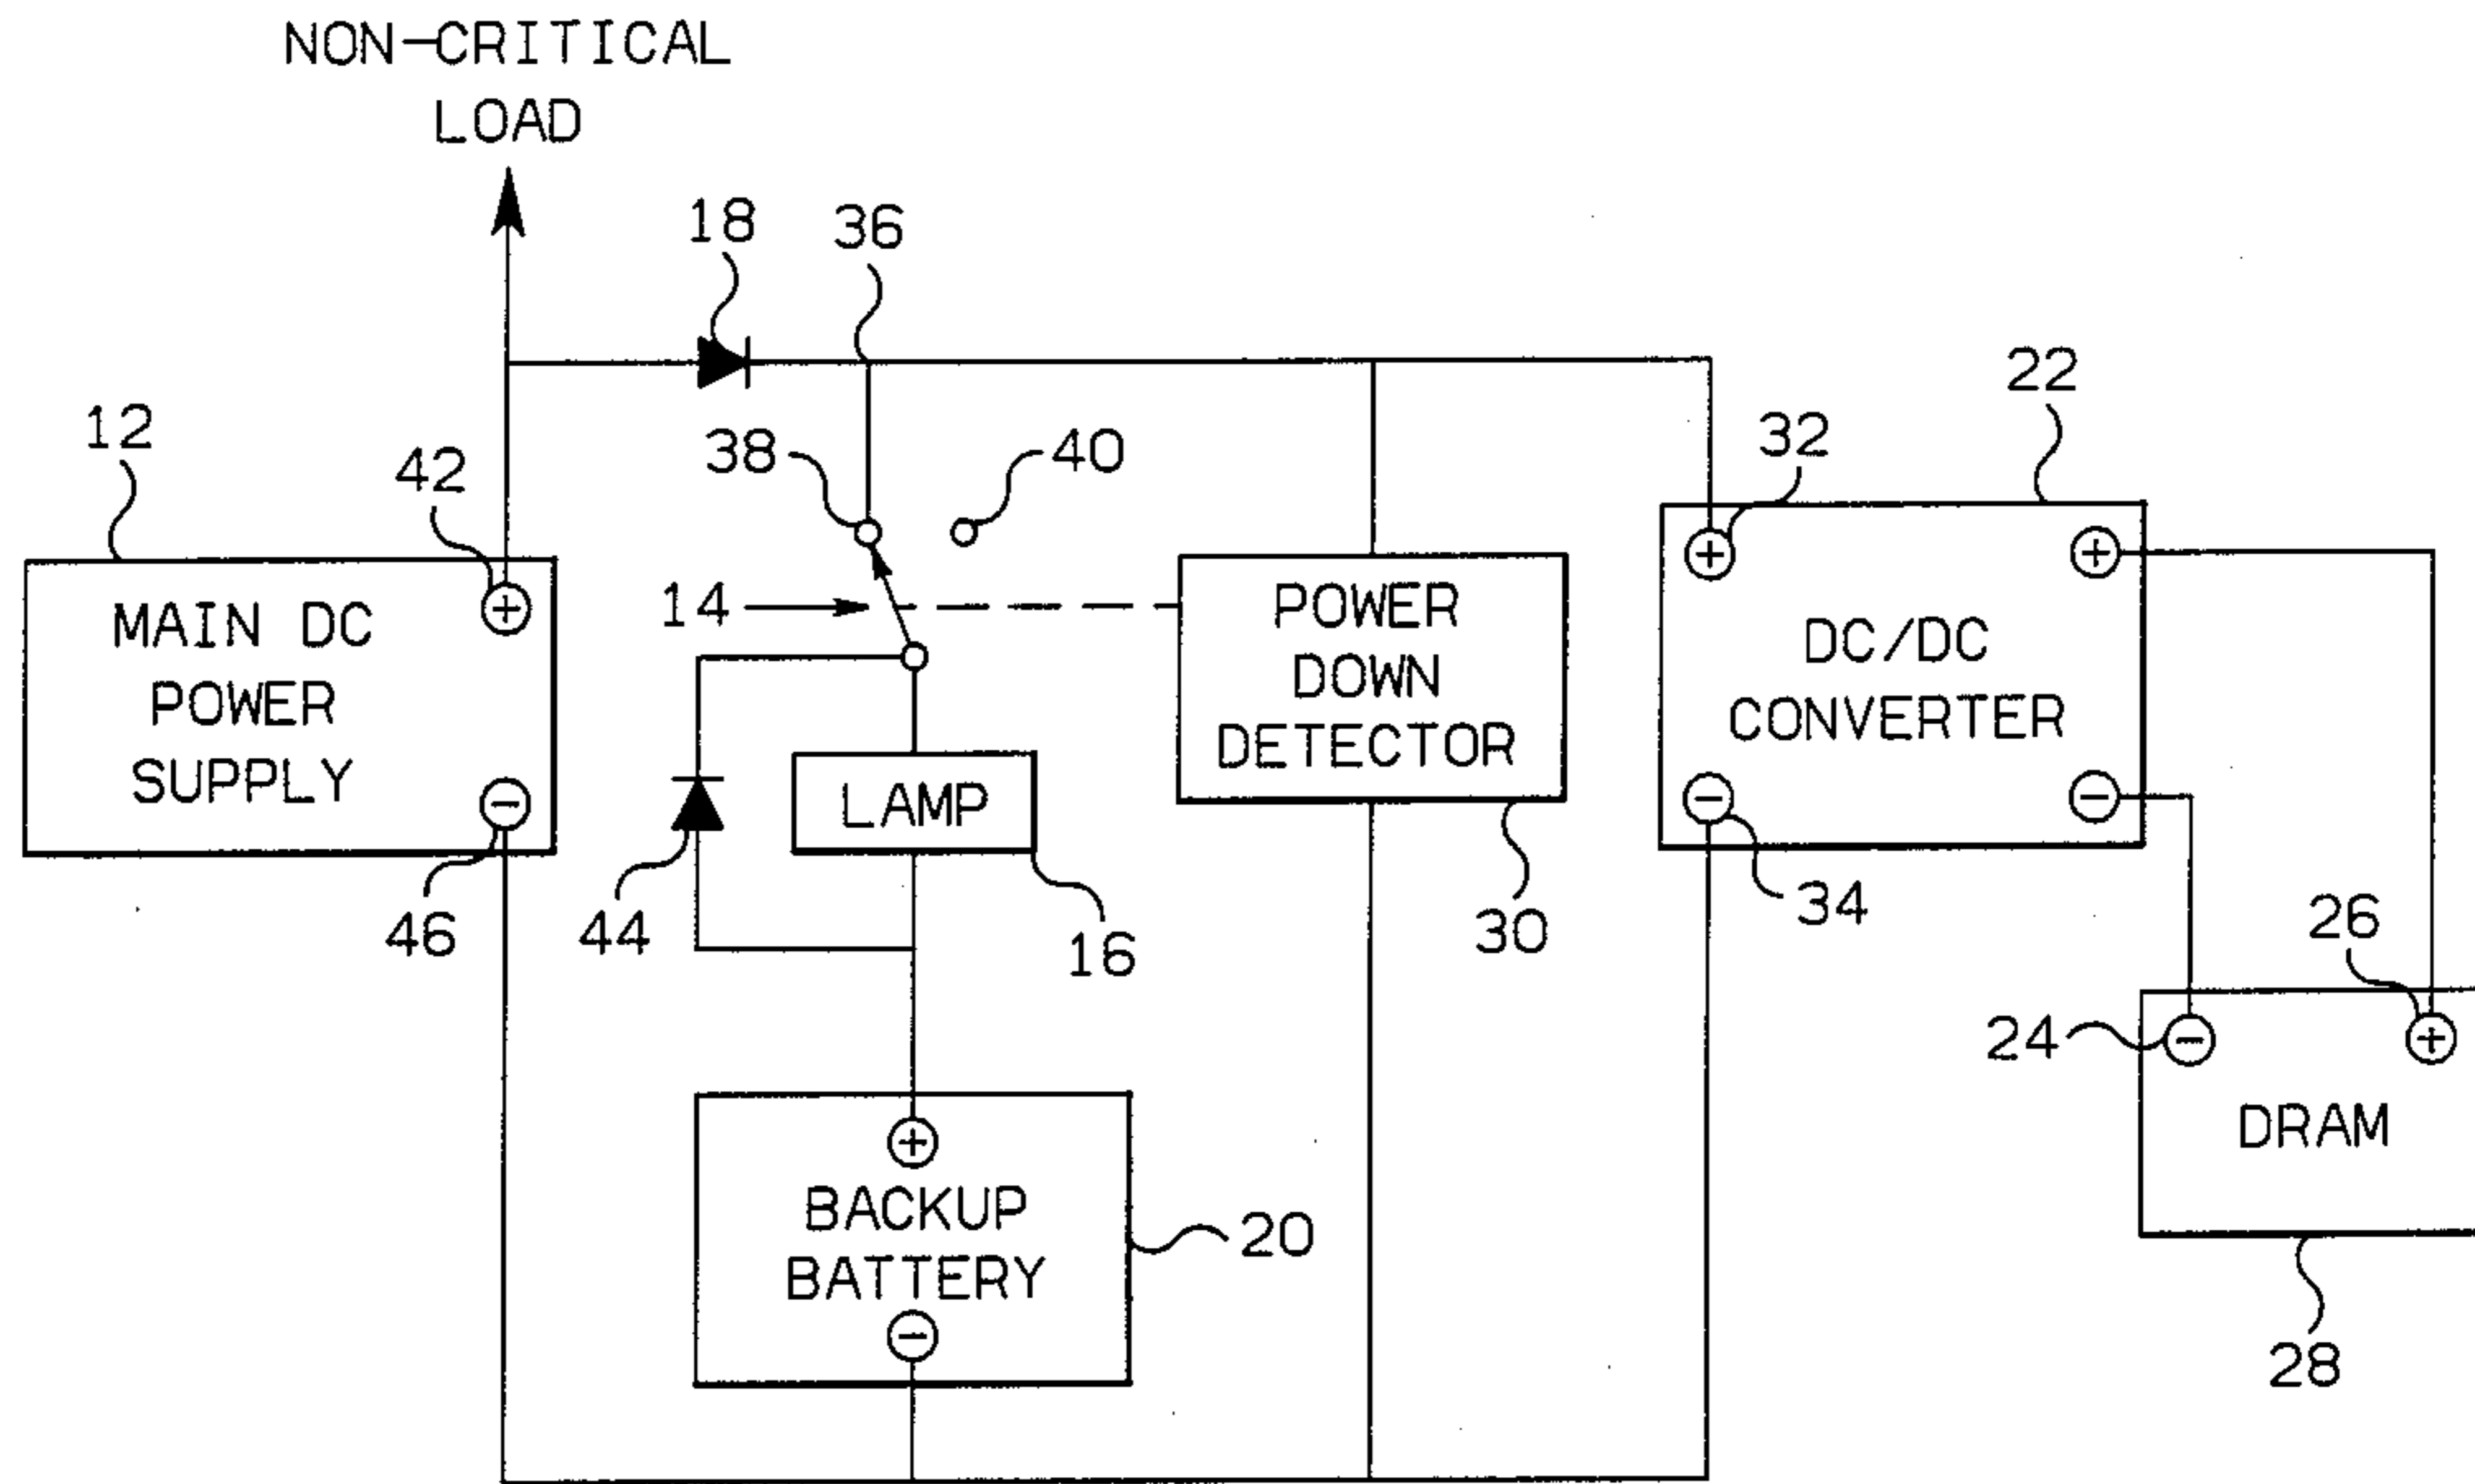 NON-CRITICAL
LOAD
18
36
12
42
38
40
32
22
14
MAIN DC
POWER
SUPPLY
POWER
DOWN
DETECTOR
DC/DC
CONVERTER
LAMP
46
44
16
30
34
26
24
DRAM
BACKUP
BATTERY
20
28